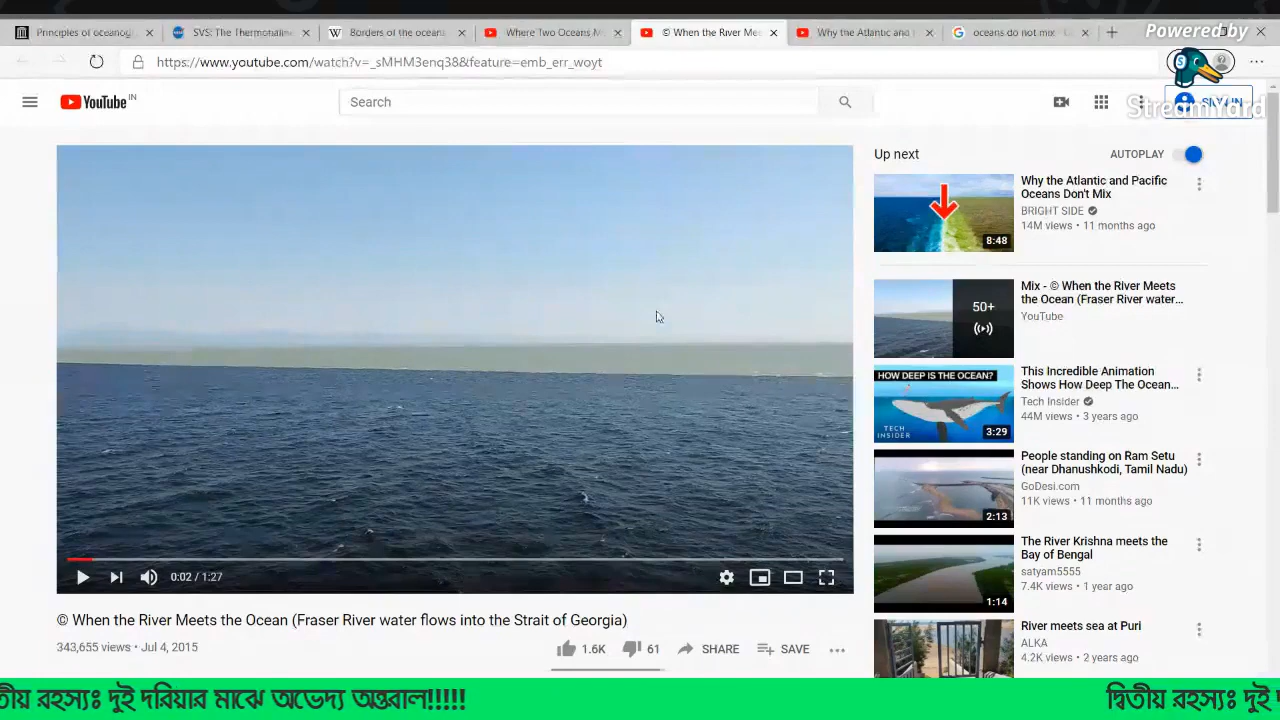 Principles of oceanog
SVS: The Thermohaline
Borders of the oceans
Where Two Oceans M
© When the River Mee
Why the Atlantic and
oceans do not mix - G
Powered by
StreamYard
https://www.youtube.com/watch?v=_sMHM3enq38&feature=emb_err_woyt
YouTube IN
Search
SIGN IN
Up next
AUTOPLAY
Why the Atlantic and Pacific
Oceans Don't Mix
BRIGHT SIDE
14M views • 11 months ago
8:48
Mix - © When the River Meets
the Ocean (Fraser River water...
YouTube
50+
HOW DEEP IS THE OCEAN?
TECH
INSIDER
3:29
This Incredible Animation
Shows How Deep The Ocean...
Tech Insider
44M views • 3 years ago
People standing on Ram Setu
(near Dhanushkodi, Tamil Nadu)
GoDesi.com
11K views • 11 months ago
2:13
The River Krishna meets the
Bay of Bengal
satyam5555
7.4K views • 1 year ago
1:14
River meets sea at Puri
ALKA
4.2K views • 2 years ago
0:02 / 1:27
© When the River Meets the Ocean (Fraser River water flows into the Strait of Georgia)
343,655 views • Jul 4, 2015
1.6K
61
SHARE
SAVE
তীয় রহস্যঃ দুই দরিয়ার মাঝে অভেদ্য অন্তরাল!!!!! দ্বিতীয় রহস্যঃ দুই